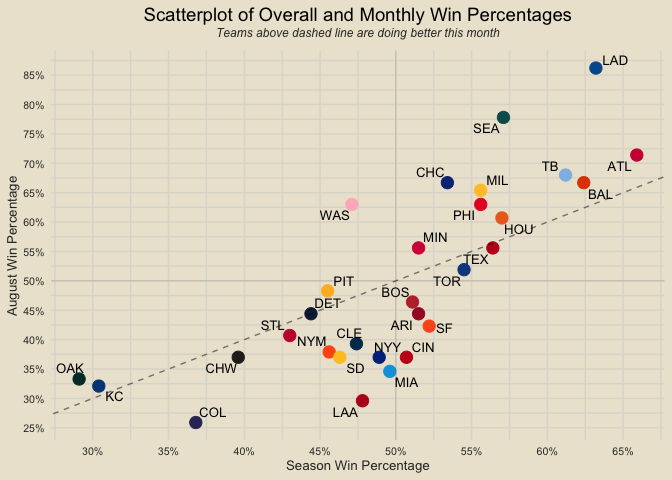 Scatterplot of Overall and Monthly Win Percentages
Teams above dashed line are doing better this month
85%
80%
75%
70%
65%
60%
55%
50%
45%
40%
35%
30%
25%
August Win Percentage
LAD
SEA
ATL
TB
BAL
CHC
MIL
PHI
HOU
WAS
MIN
TEX
TOR
PIT
BOS
DET
ARI
SF
STL
NYM
CLE
NYY
CIN
CHW
SD
MIA
OAK
KC
COL
LAA
30%
35%
40%
45%
50%
55%
60%
65%
Season Win Percentage